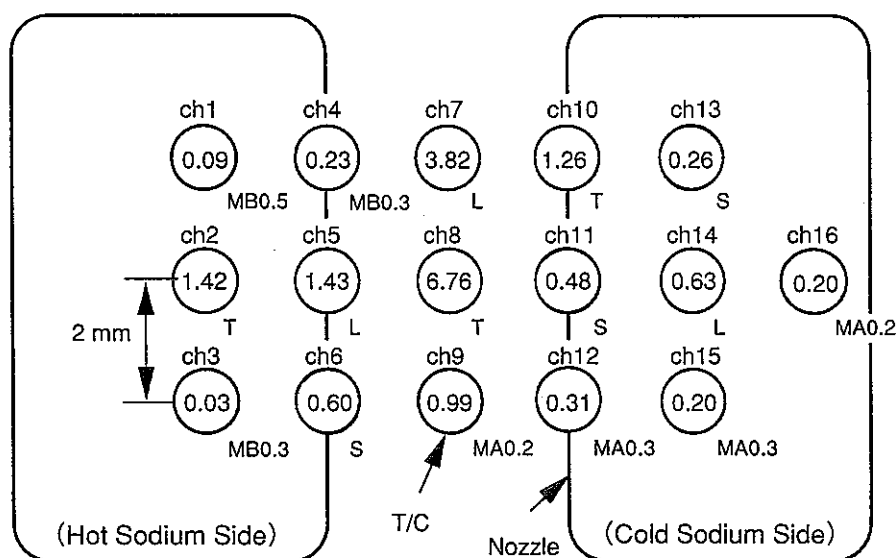 ch1 ch4 ch7 ch10 ch13
0.09 0.23 3.82 1.26 0.26
MB0.5 MB0.3 L T S
ch2 ch5 ch8 ch11 ch14 ch16
1.42 1.43 6.76 0.48 0.63 0.20
T L T S L MA0.2
2 mm
ch3 ch6 ch9 ch12 ch15
0.03 0.60 0.99 0.31 0.20
MB0.3 S MA0.2 MA0.3 MA0.3
T/C
(Hot Sodium Side) Nozzle (Cold Sodium Side)